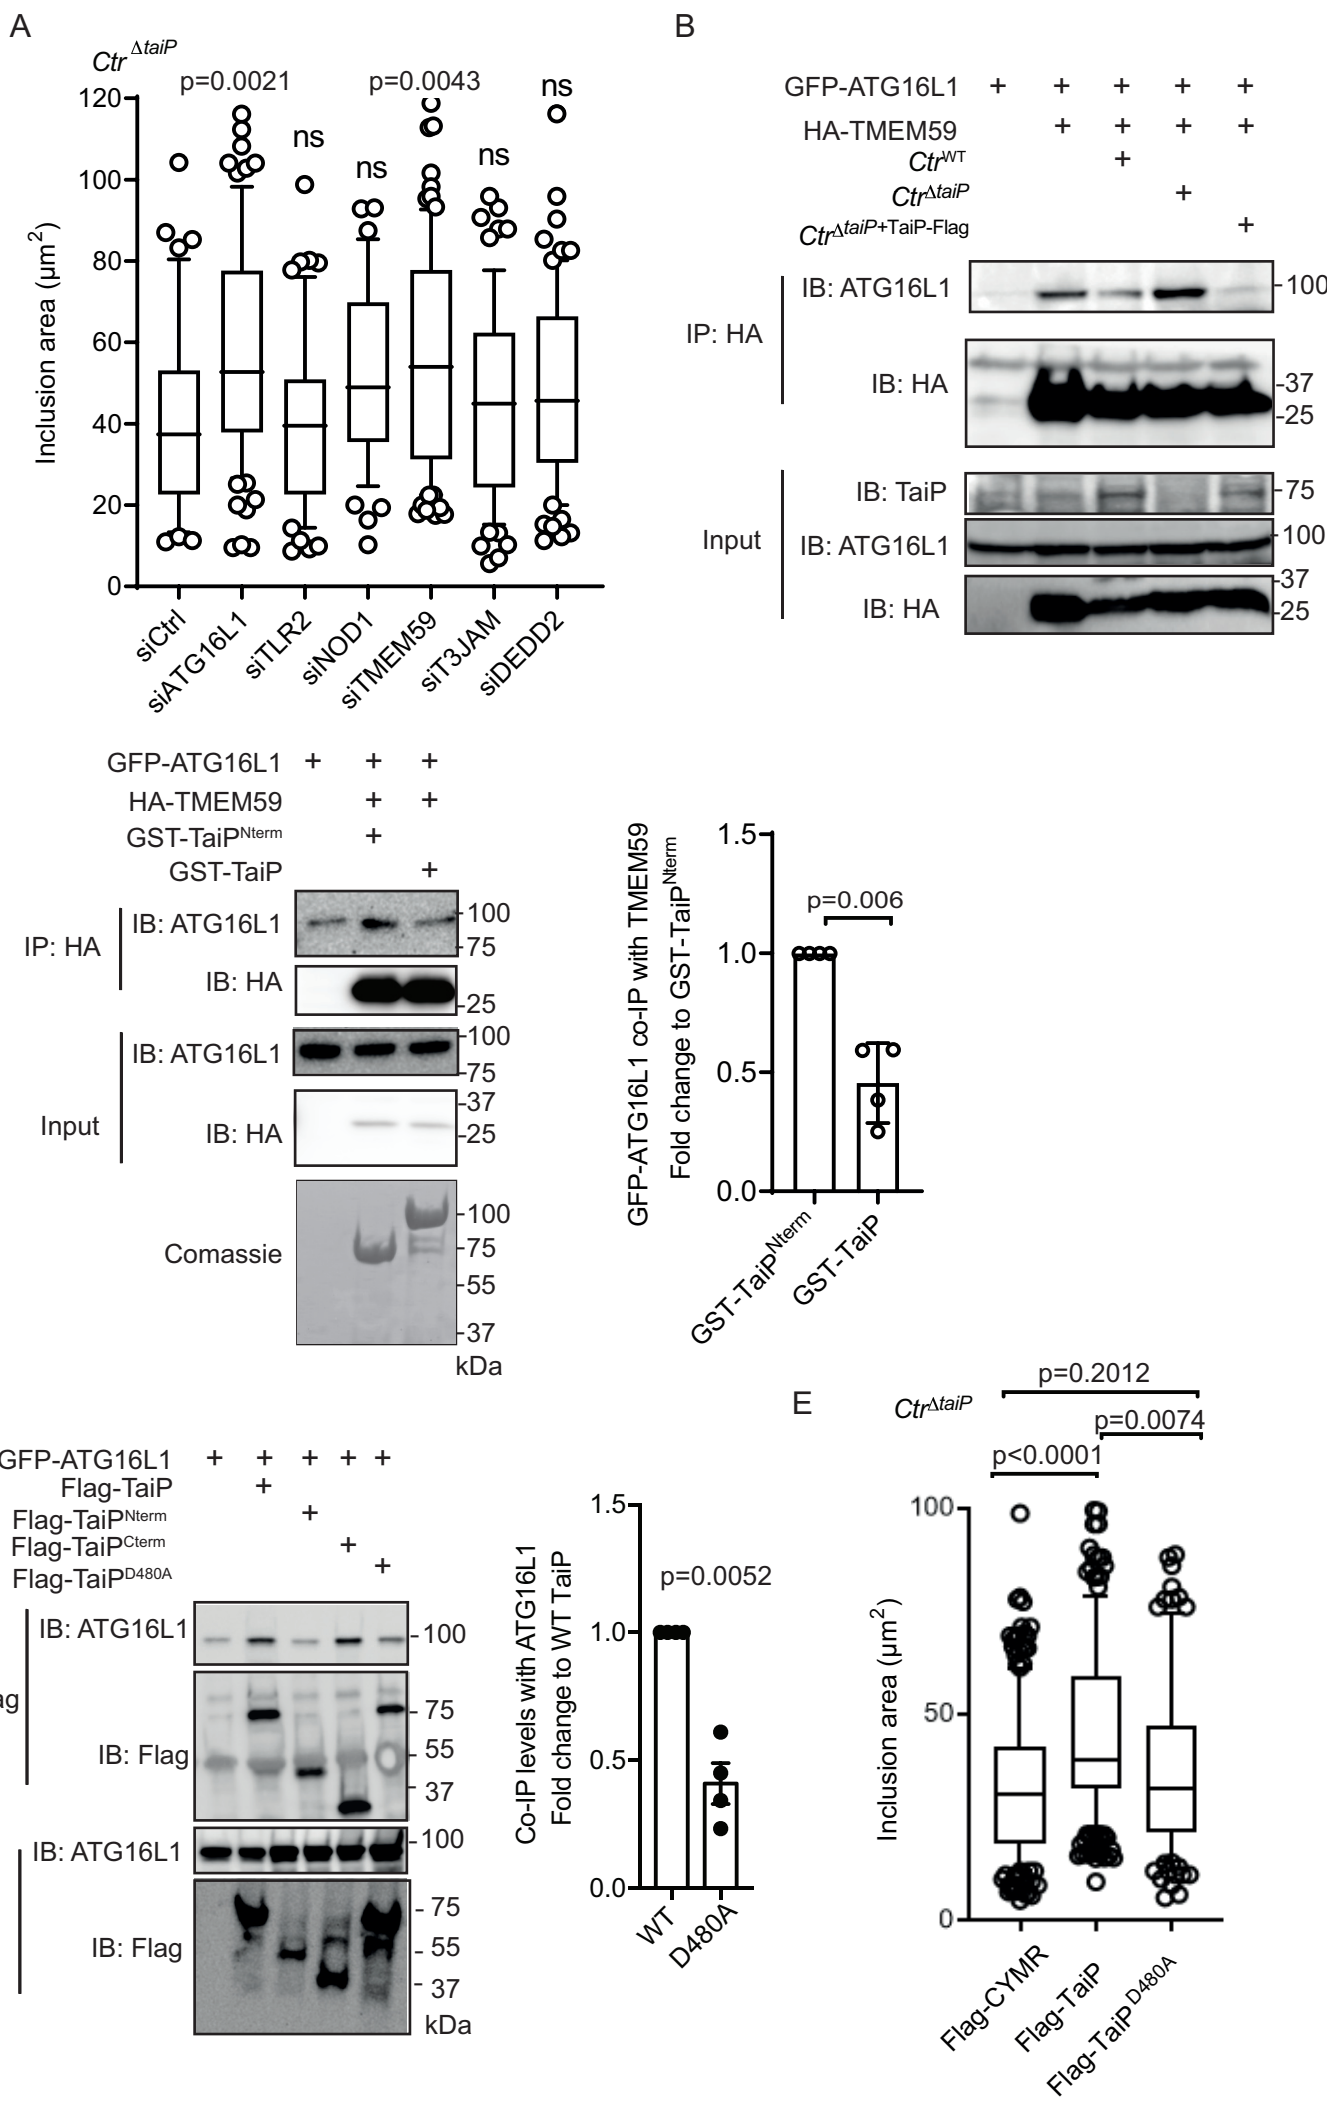 A
Ctr ΔtaiP
p=0.0021 p=0.0043 ns
ns ns ns
Inclusion area (µm2)
120
100
80
60
40
20
0
siCtrl siATG16L1 siTLR2 siNOD1 siTMEM59 siT3JAM siDEDD2
B
GFP-ATG16L1 + + + + +
HA-TMEM59 + + + +
CtrWT +
CtrΔtaiP +
CtrΔtaiP+TaiP-Flag +
IP: HA
IB: ATG16L1 -100
IB: HA -37
-25
Input
IB: TaiP -75
IB: ATG16L1 -100
IB: HA -37
-25
GFP-ATG16L1 + + +
HA-TMEM59 + +
GST-TaiPNterm +
GST-TaiP +
IP: HA
IB: ATG16L1 -100
-75
IB: HA -25
Input
IB: ATG16L1 -100
-75
IB: HA -37
-25
Comassie -100
-75
-55
-37
kDa
GFP-ATG16L1 co-IP with TMEM59
Fold change to GST-TaiPNterm
1.5
1.0
0.5
0.0
p=0.006
GST-TaiPNterm GST-TaiP
GFP-ATG16L1 + + + + +
Flag-TaiP +
Flag-TaiPNterm +
Flag-TaiPCterm +
Flag-TaiPD480A +
ag
IB: ATG16L1 -100
IB: Flag - 75
- 55
- 37
IB: ATG16L1 - 100
IB: Flag - 75
- 55
- 37
kDa
Co-IP levels with ATG16L1
Fold change to WT TaiP
1.5
1.0
0.5
0.0
p=0.0052
WT D480A
E
CtrΔtaiP
p=0.2012
p=0.0074
p<0.0001
Inclusion area (µm2)
100
50
0
Flag-CYMR Flag-TaiP Flag-TaiPD480A